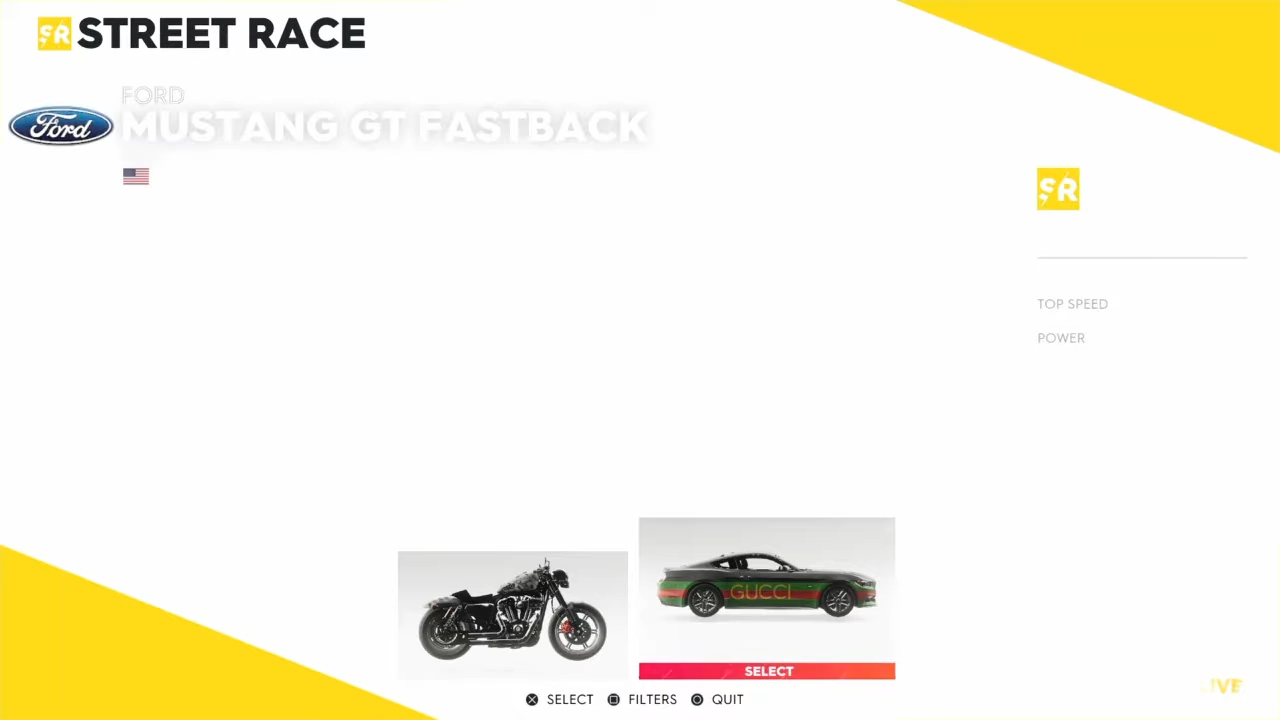 SR STREET RACE
FORD
Ford MUSTANG GT FASTBACK
SR
TOP SPEED
POWER
GUCCI
SELECT
SELECT FILTERS QUIT